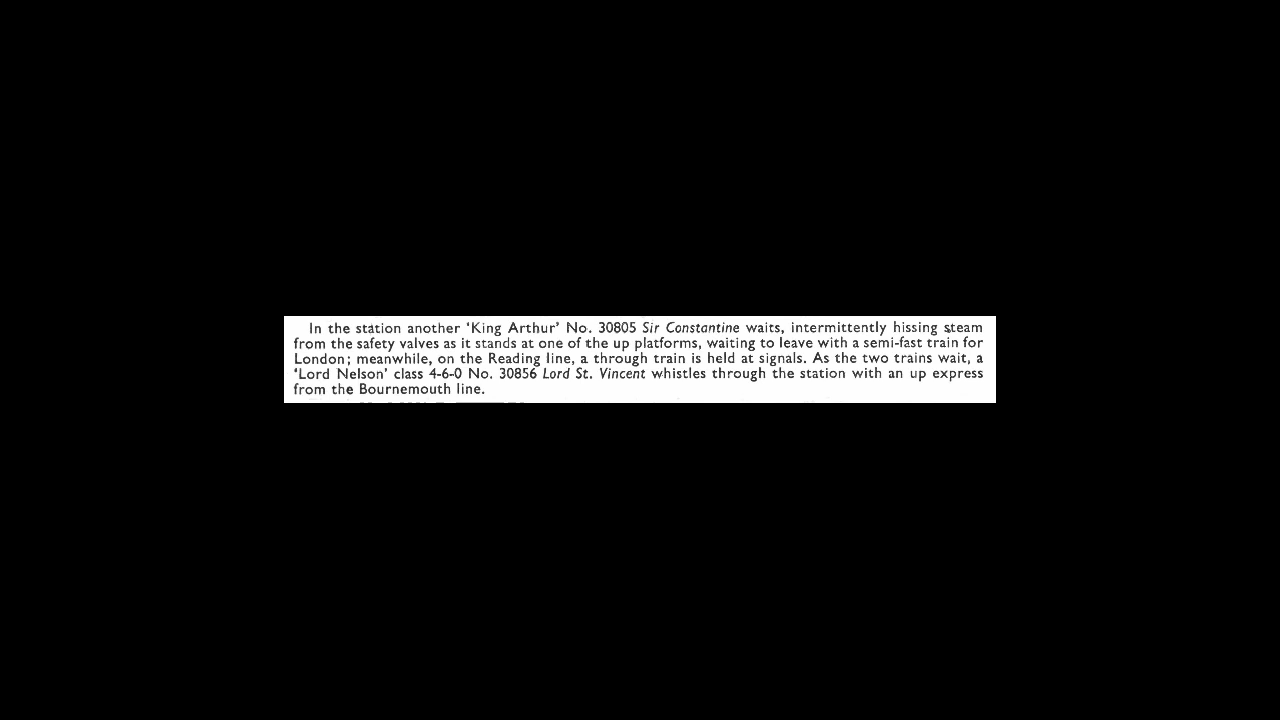 In the station another 'King Arthur' No. 30805 Sir Constantine waits, intermittently hissing steam
from the safety valves as it stands at one of the up platforms, waiting to leave with a semi-fast train for
London; meanwhile, on the Reading line, a through train is held at signals. As the two trains wait, a
'Lord Nelson' class 4-6-0 No. 30856 Lord St. Vincent whistles through the station with an up express
from the Bournemouth line.